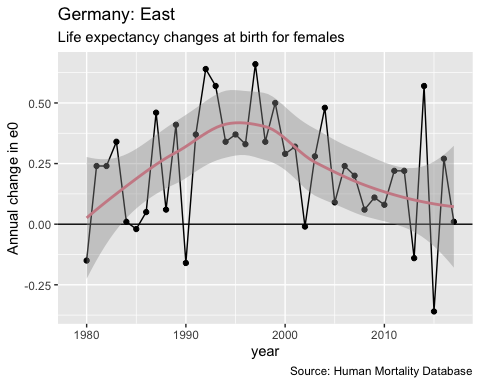 Germany: East
Life expectancy changes at birth for females
Annual change in e0
0.50
0.25
0.00
-0.25
1980 1990 2000 2010
year
Source: Human Mortality Database